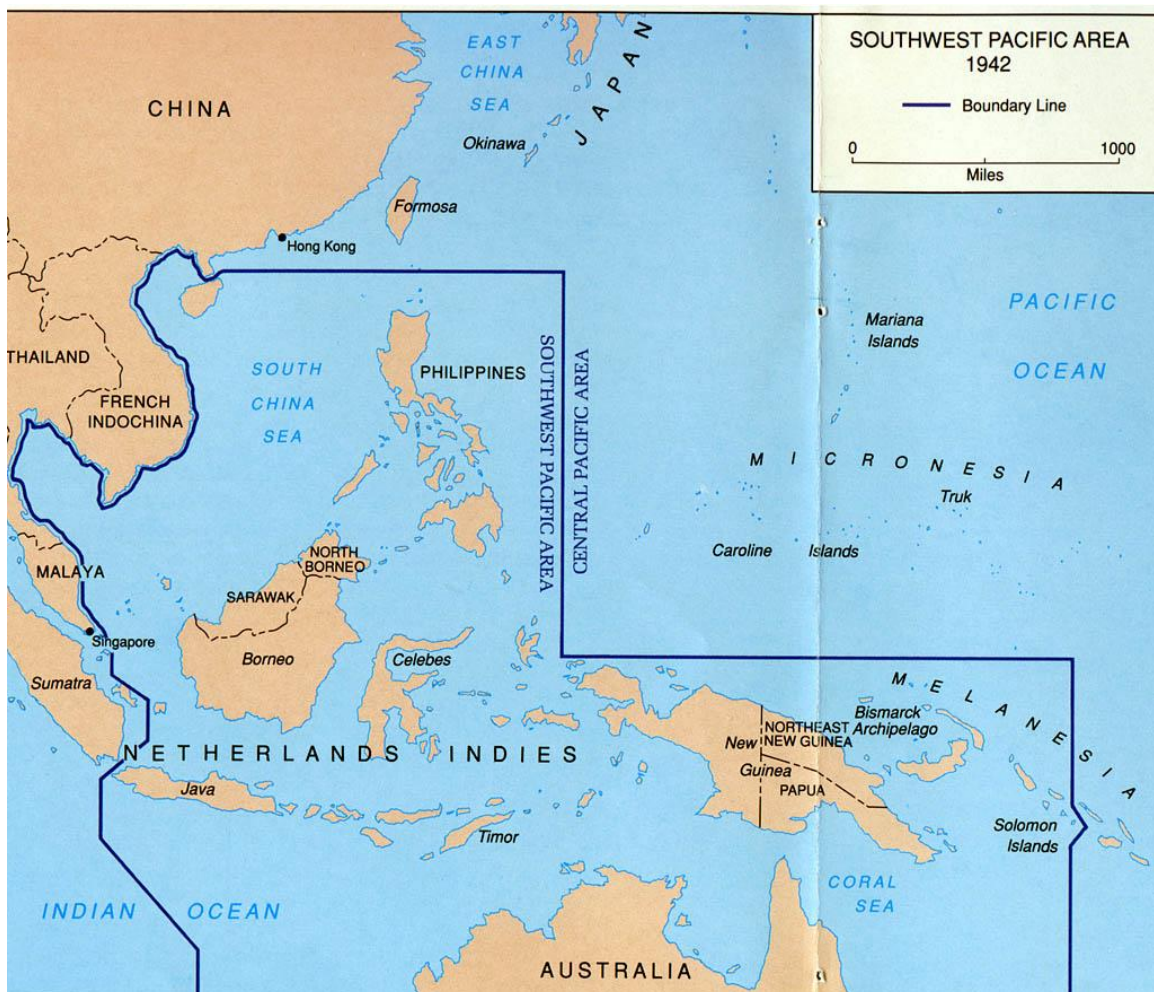 SOUTHWEST PACIFIC AREA
1942
Boundary Line
0 1000
Miles
EAST
CHINA
SEA
JAPAN
CHINA
Okinawa
Formosa
Hong Kong
PACIFIC
OCEAN
Mariana
Islands
THAILAND
FRENCH
INDOCHINA
SOUTH
CHINA
SEA
PHILIPPINES
SOUTHWEST PACIFIC AREA
CENTRAL PACIFIC AREA
MICRONESIA
Truk
Caroline Islands
MALAYA
NORTH
BORNEO
SARAWAK
Singapore
Borneo
Celebes
Sumatra
MELANESIA
Bismarck
Archipelago
NORTHEAST
NEW GUINEA
New
Guinea
PAPUA
NETHERLANDS INDIES
Java
Timor
Solomon
Islands
CORAL
SEA
INDIAN OCEAN
AUSTRALIA